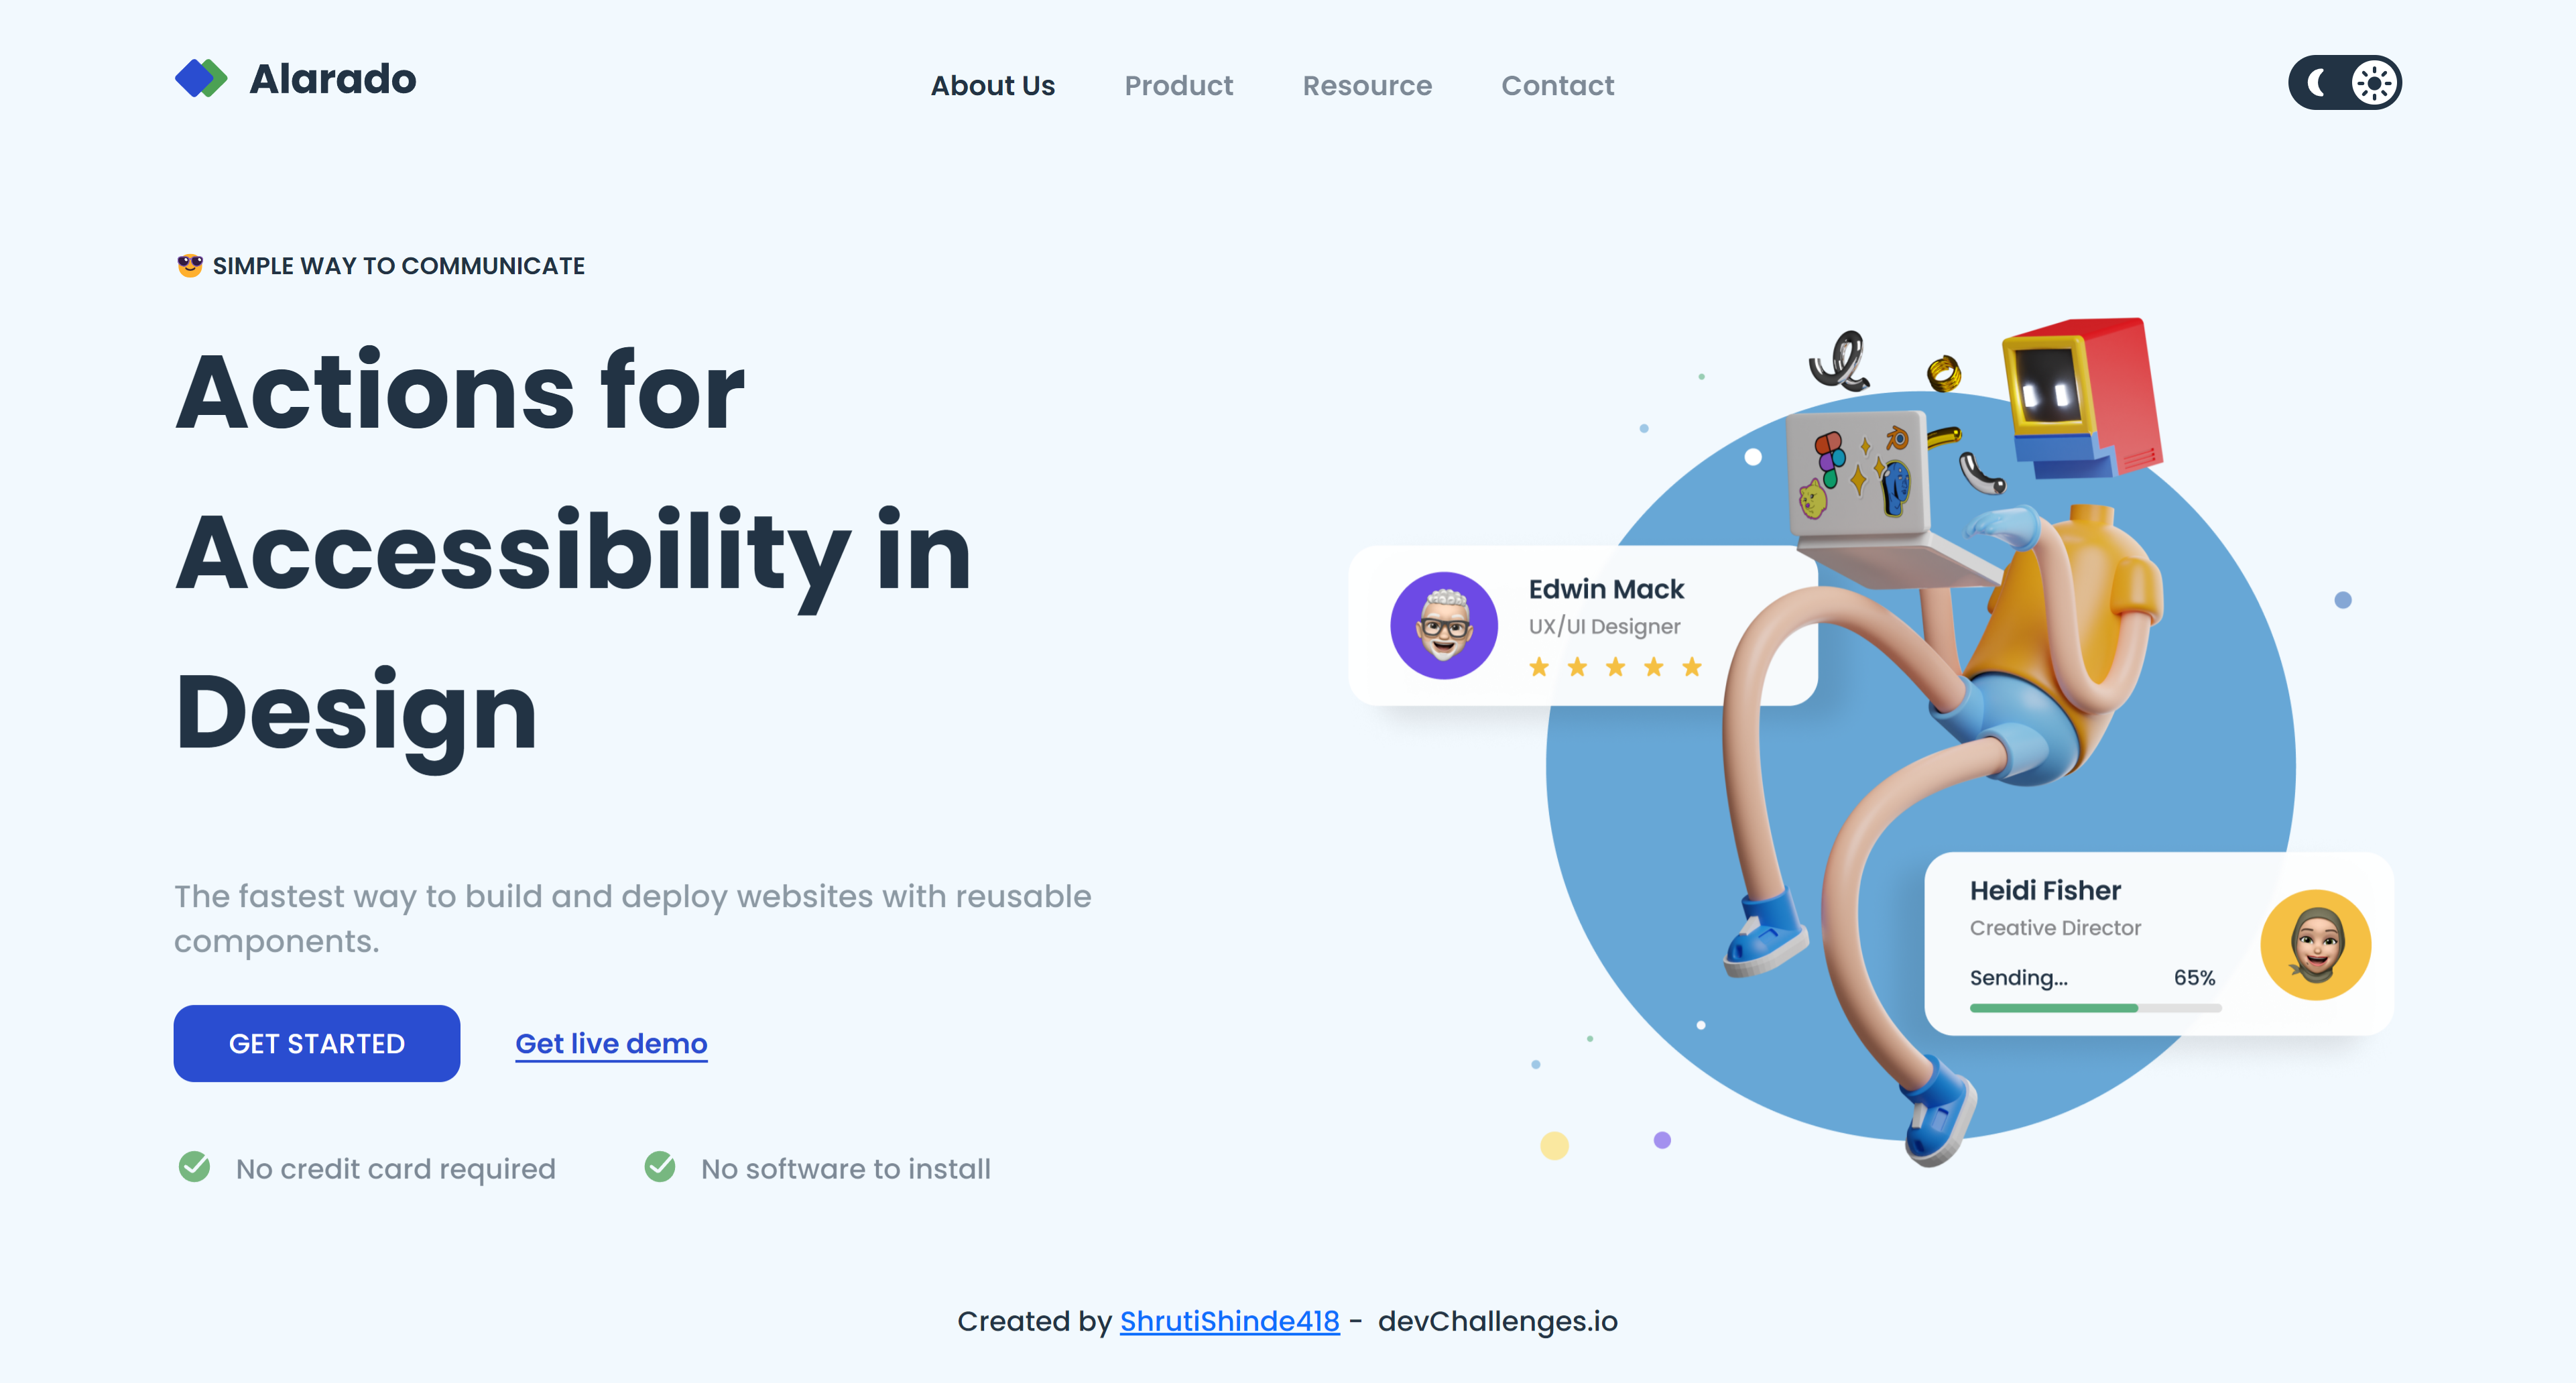 Alarado
About Us
Product
Resource
Contact
SIMPLE WAY TO COMMUNICATE
Actions for
Accessibility in
Design
The fastest way to build and deploy websites with reusable
components.
GET STARTED
Get live demo
No credit card required
No software to install
Edwin Mack
UX/UI Designer
Heidi Fisher
Creative Director
Sending... 65%
Created by ShrutiShinde418 - devChallenges.io